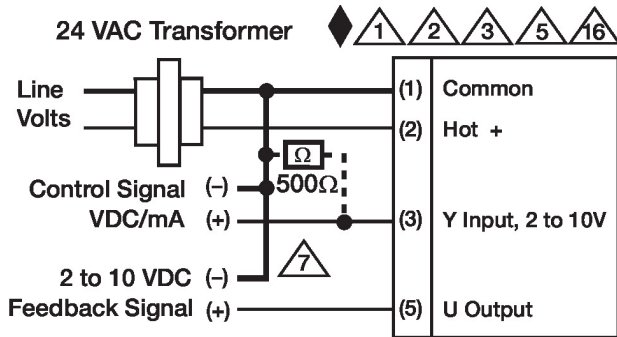 24 VAC Transformer
1 2 3 5 16
Line
Volts
(1) Common
(2) Hot +
Ω
500Ω
Control Signal (–)
VDC/mA (+)
(3) Y Input, 2 to 10V
7
2 to 10 VDC (–)
Feedback Signal (+)
(5) U Output